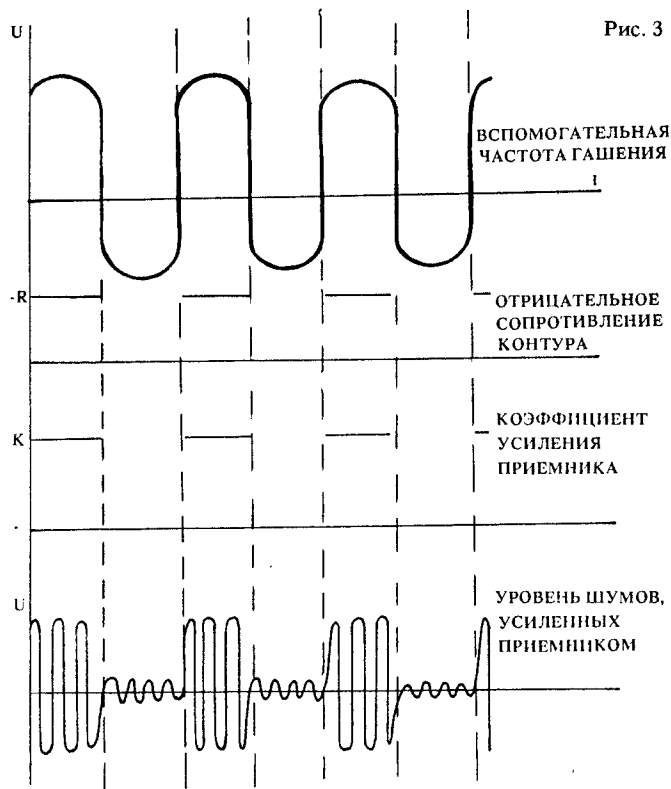 U
Рис. 3
ВСПОМОГАТЕЛЬНАЯ
ЧАСТОТА ГАШЕНИЯ
t
-R
ОТРИЦАТЕЛЬНОЕ
СОПРОТИВЛЕНИЕ
КОНТУРА
K
КОЭФФИЦИЕНТ
УСИЛЕНИЯ
ПРИЕМНИКА
U
УРОВЕНЬ ШУМОВ,
УСИЛЕННЫХ
ПРИЕМНИКОМ